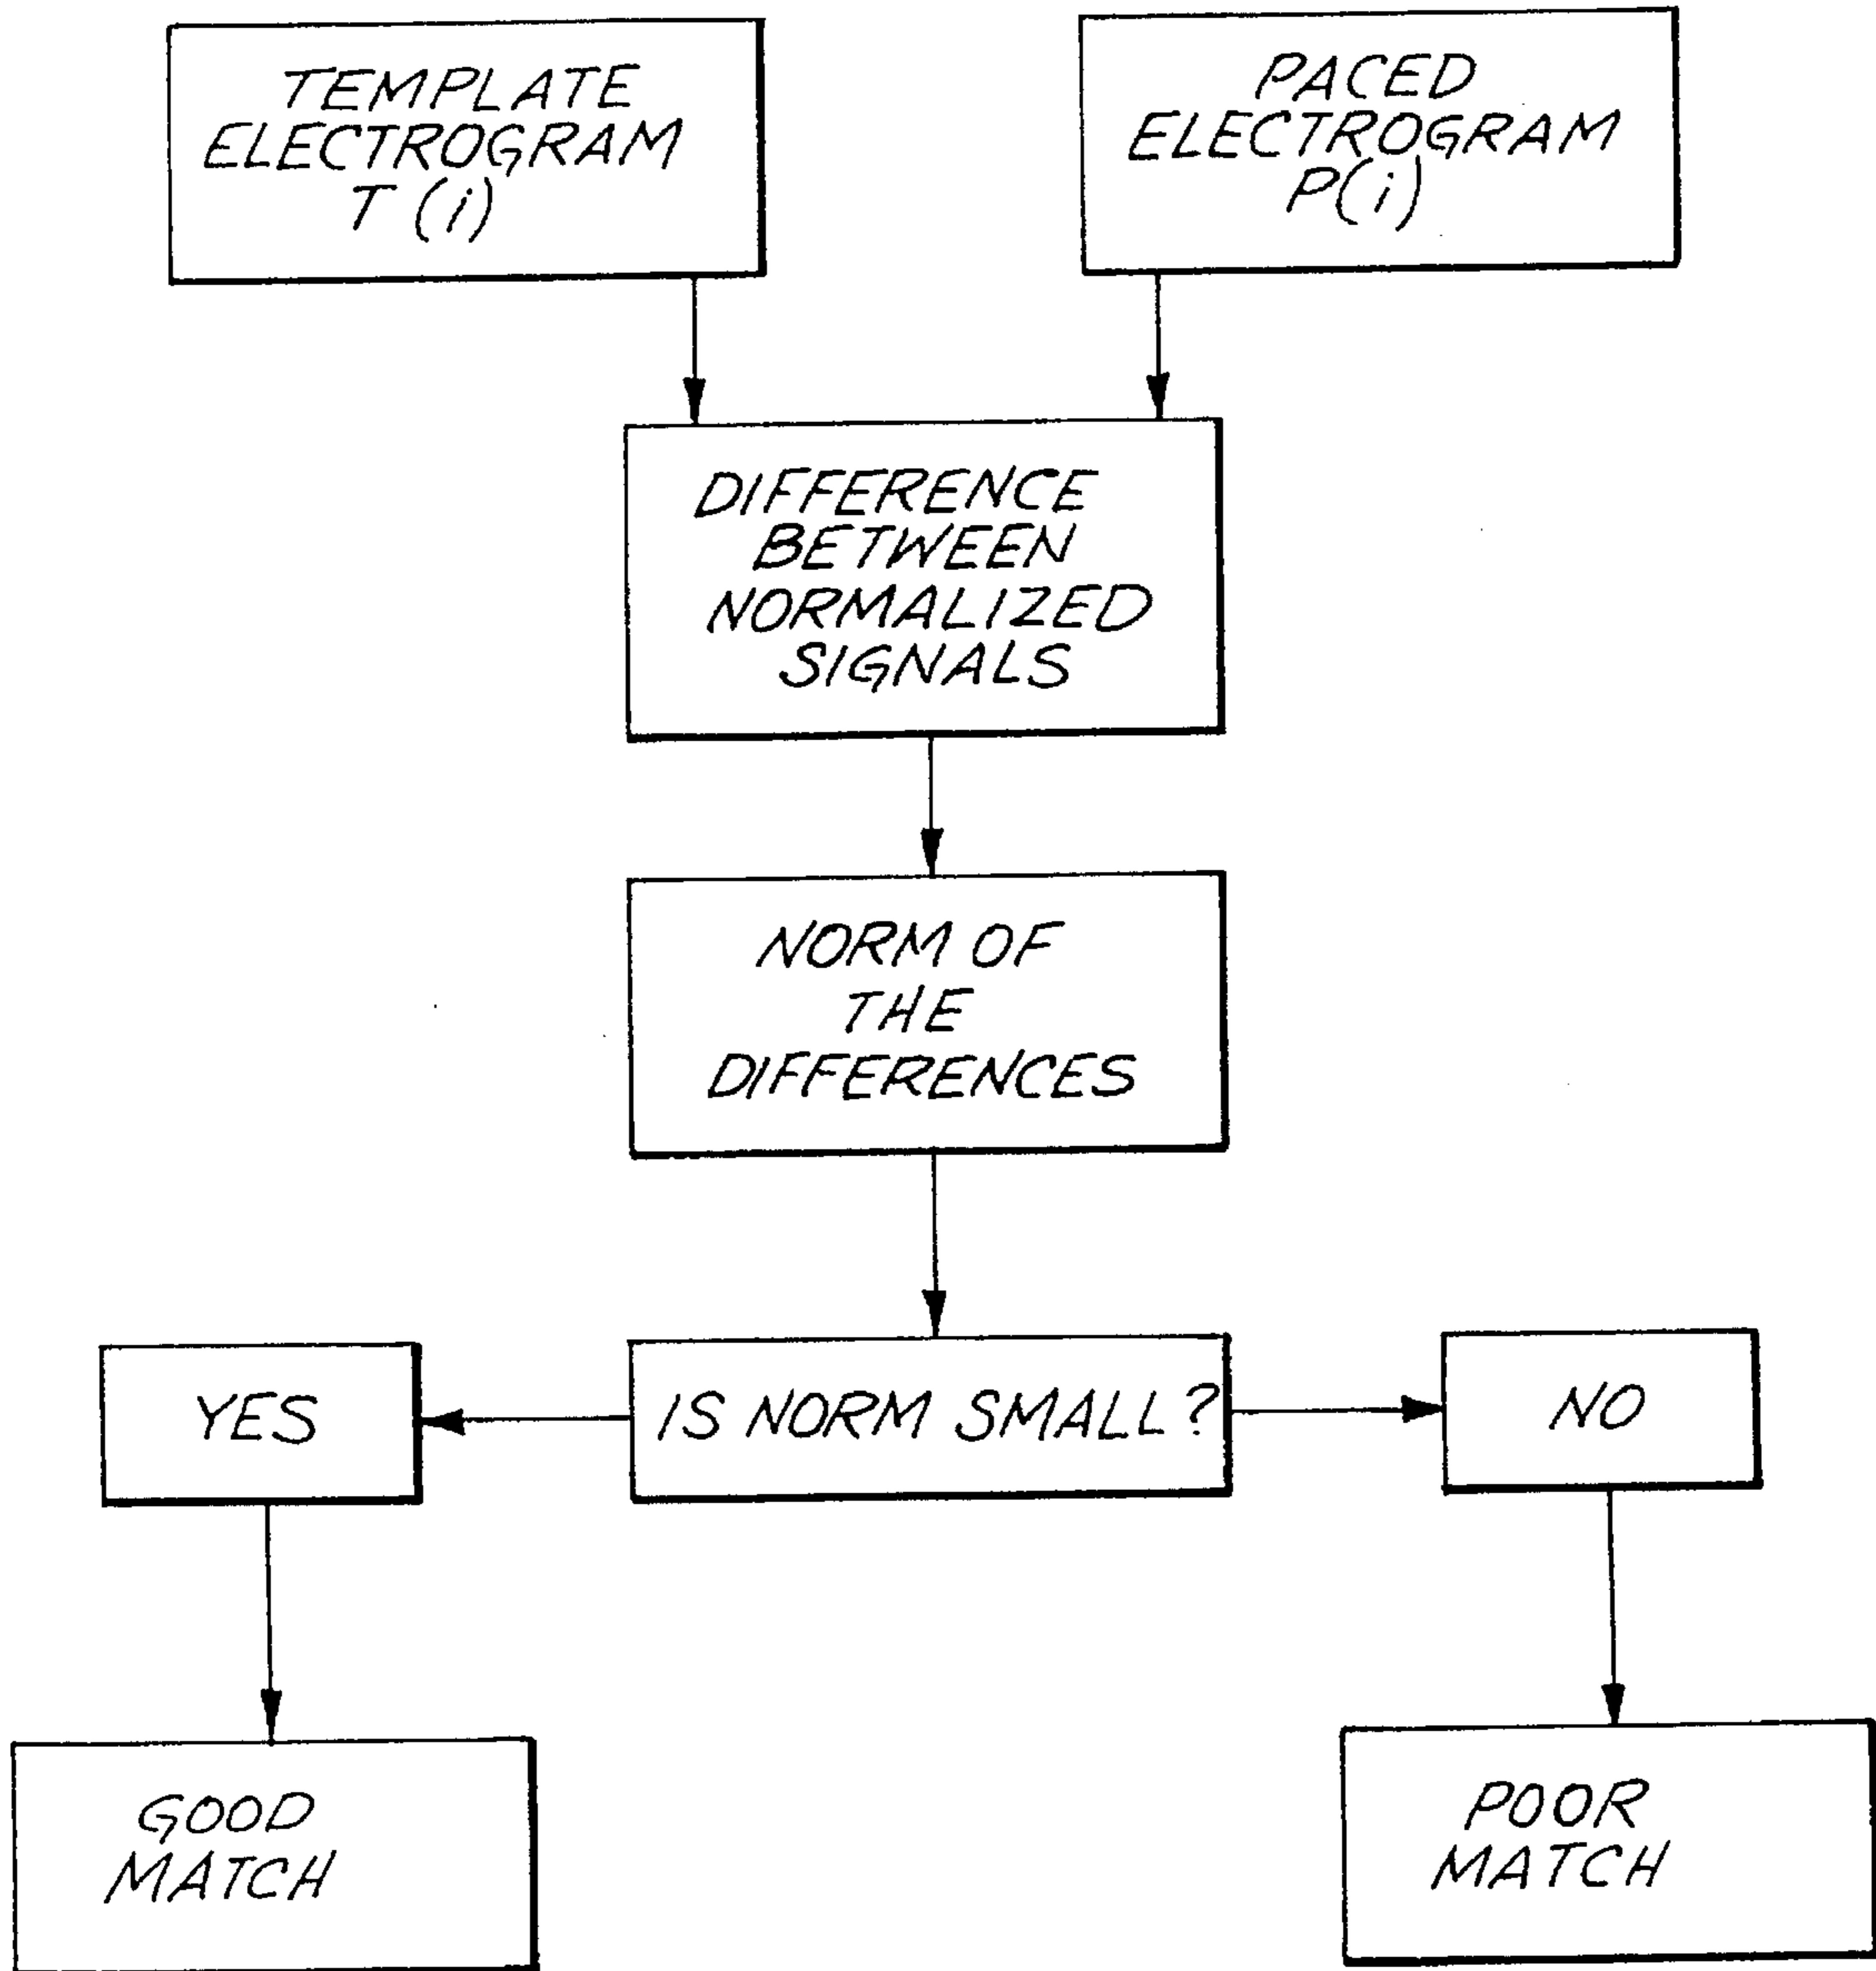 TEMPLATE
ELECTROGRAM
T (i)
PACED
ELECTROGRAM
P(i)
DIFFERENCE
BETWEEN
NORMALIZED
SIGNALS
NORM OF
THE
DIFFERENCES
YES
IS NORM SMALL?
NO
GOOD
MATCH
POOR
MATCH